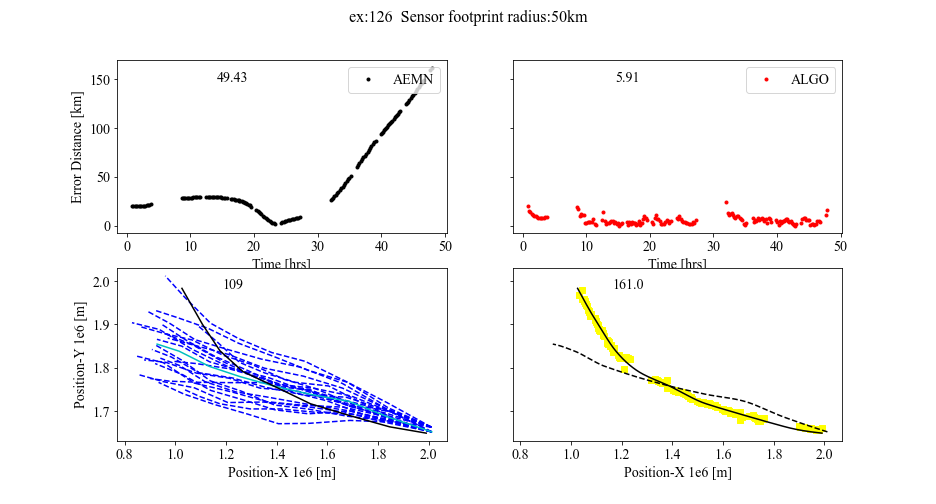 ex:126  Sensor footprint radius:50km
49.43
AEMN
Error Distance [km]
150
100
50
0
0 10 20 30 40 50
Time [hrs]
5.91
ALGO
0 10 20 30 40 50
Time [hrs]
109
Position-Y 1e6 [m]
2.0
1.9
1.8
1.7
0.8 1.0 1.2 1.4 1.6 1.8 2.0
Position-X 1e6 [m]
161.0
0.8 1.0 1.2 1.4 1.6 1.8 2.0
Position-X 1e6 [m]